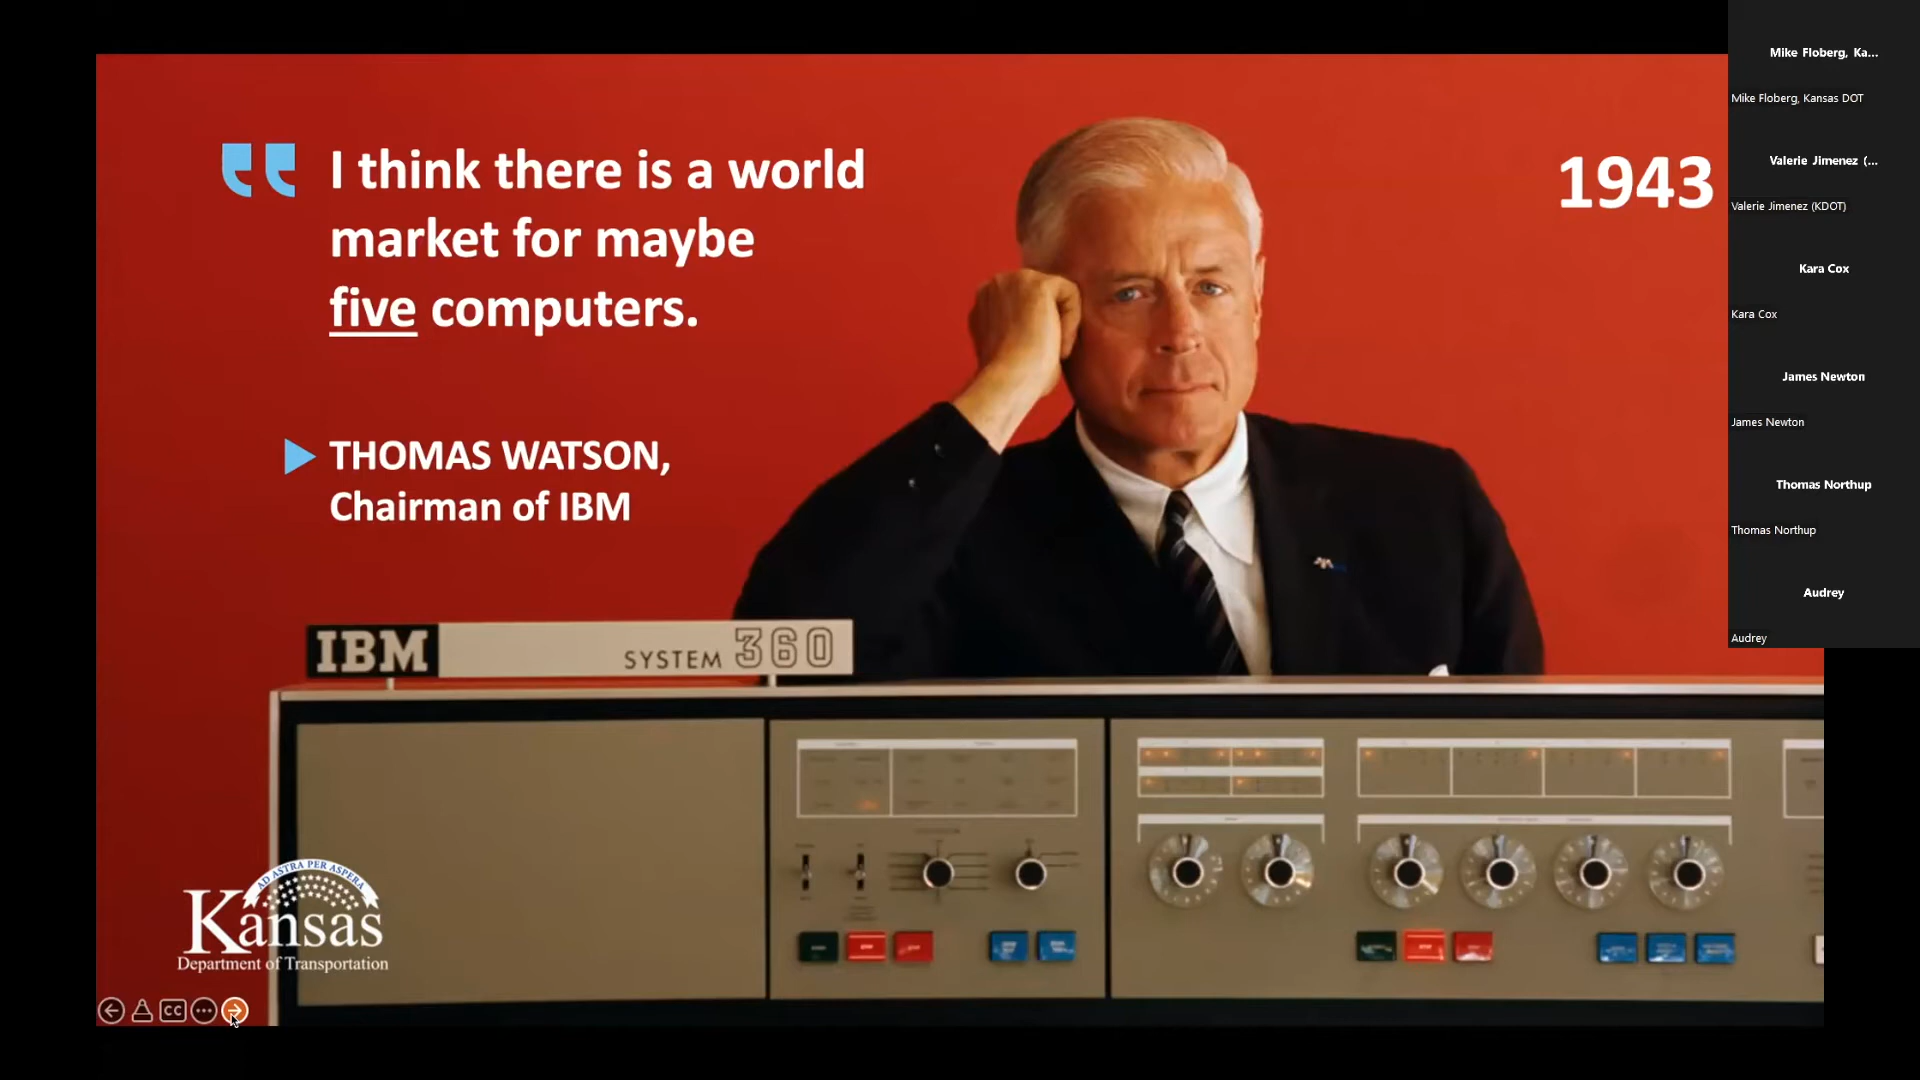 I think there is a world
market for maybe
five computers.
1943
THOMAS WATSON,
Chairman of IBM
IBM
SYSTEM 360
AD ASTRA PER ASPERA
Kansas
Department of Transportation
CC
Mike Floberg, Ka...
Mike Floberg, Kansas DOT
Valerie Jimenez (...
Valerie Jimenez (KDOT)
Kara Cox
Kara Cox
James Newton
James Newton
Thomas Northup
Thomas Northup
Audrey
Audrey